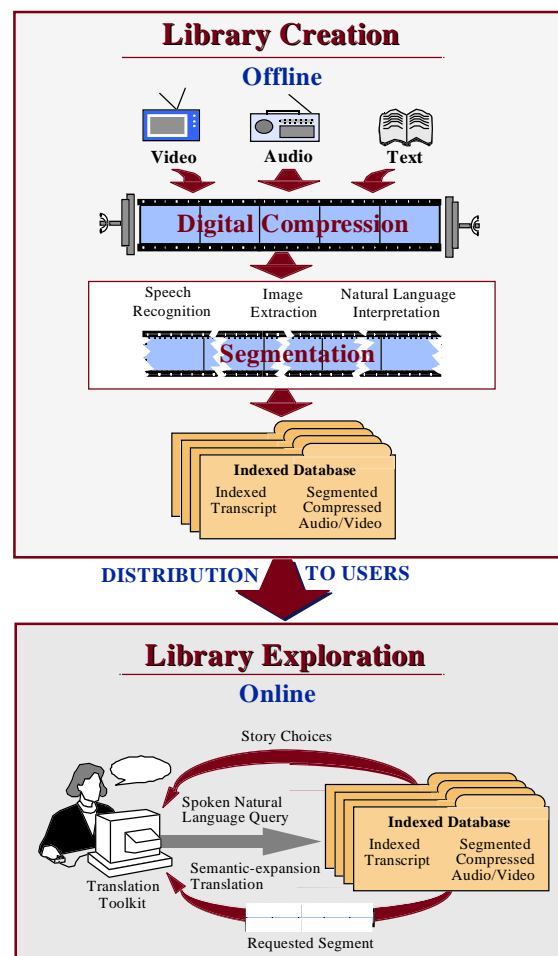 Library Creation
Offline
Video
Audio
Text
Digital Compression
Speech
Recognition
Image
Extraction
Natural Language
Interpretation
Segmentation
Indexed Database
Indexed
Transcript
Segmented
Compressed
Audio/Video
DISTRIBUTION TO USERS
Library Exploration
Online
Story Choices
Spoken Natural
Language Query
Semantic-expansion
Translation
Translation
Toolkit
Indexed Database
Indexed
Transcript
Segmented
Compressed
Audio/Video
Requested Segment